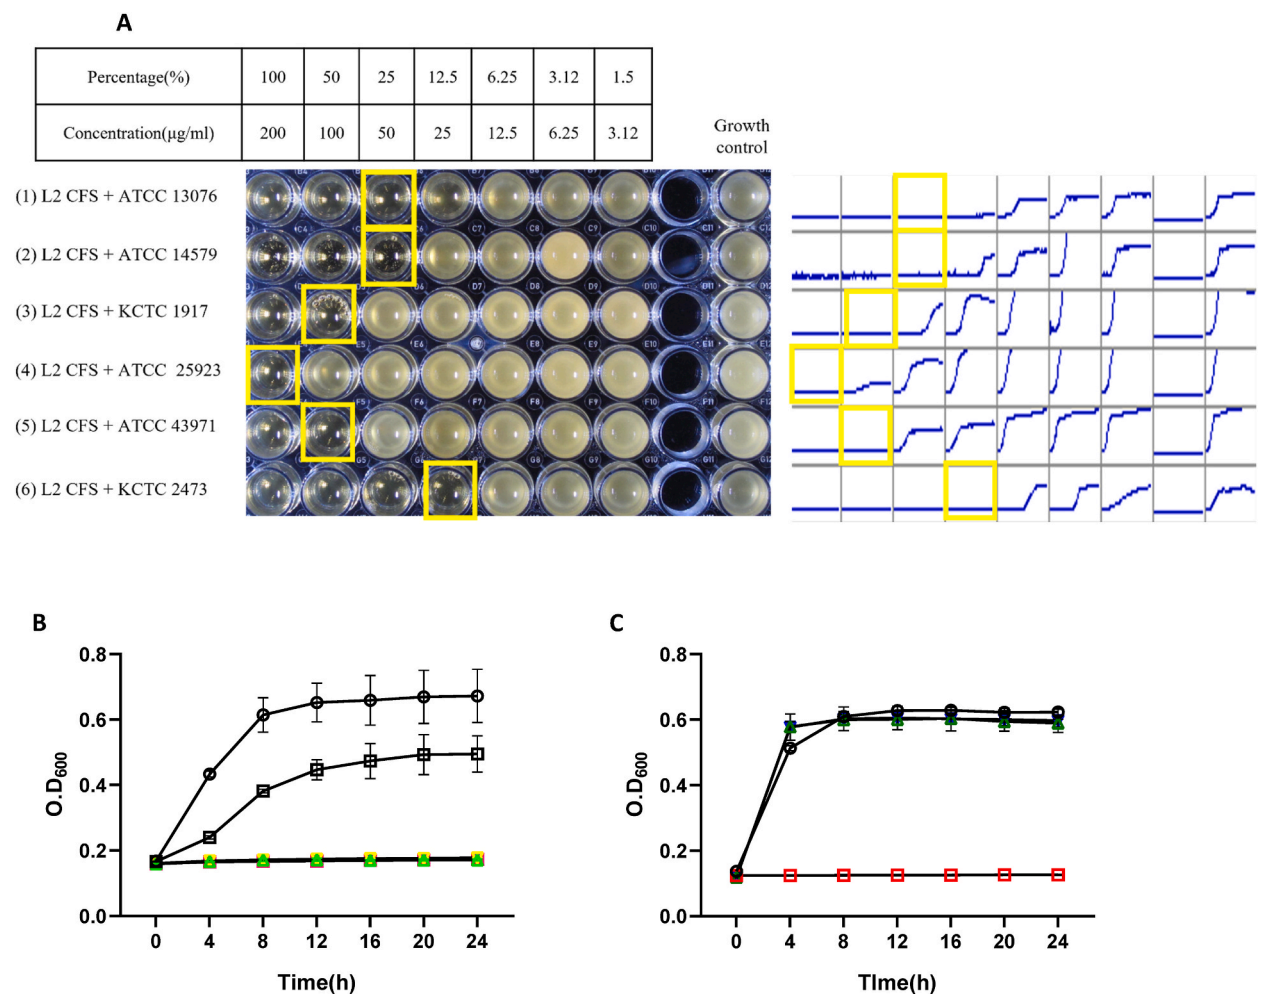 A
Percentage(%) 100 50 25 12.5 6.25 3.12 1.5
Concentration(µg/ml) 200 100 50 25 12.5 6.25 3.12
Growth
control
(1) L2 CFS + ATCC 13076
(2) L2 CFS + ATCC 14579
(3) L2 CFS + KCTC 1917
(4) L2 CFS + ATCC 25923
(5) L2 CFS + ATCC 43971
(6) L2 CFS + KCTC 2473
B
0.8
0.6
0.4
0.2
0.0
O.D600
0 4 8 12 16 20 24
Time(h)
C
0.8
0.6
0.4
0.2
0.0
O.D600
0 4 8 12 16 20 24
TIme(h)